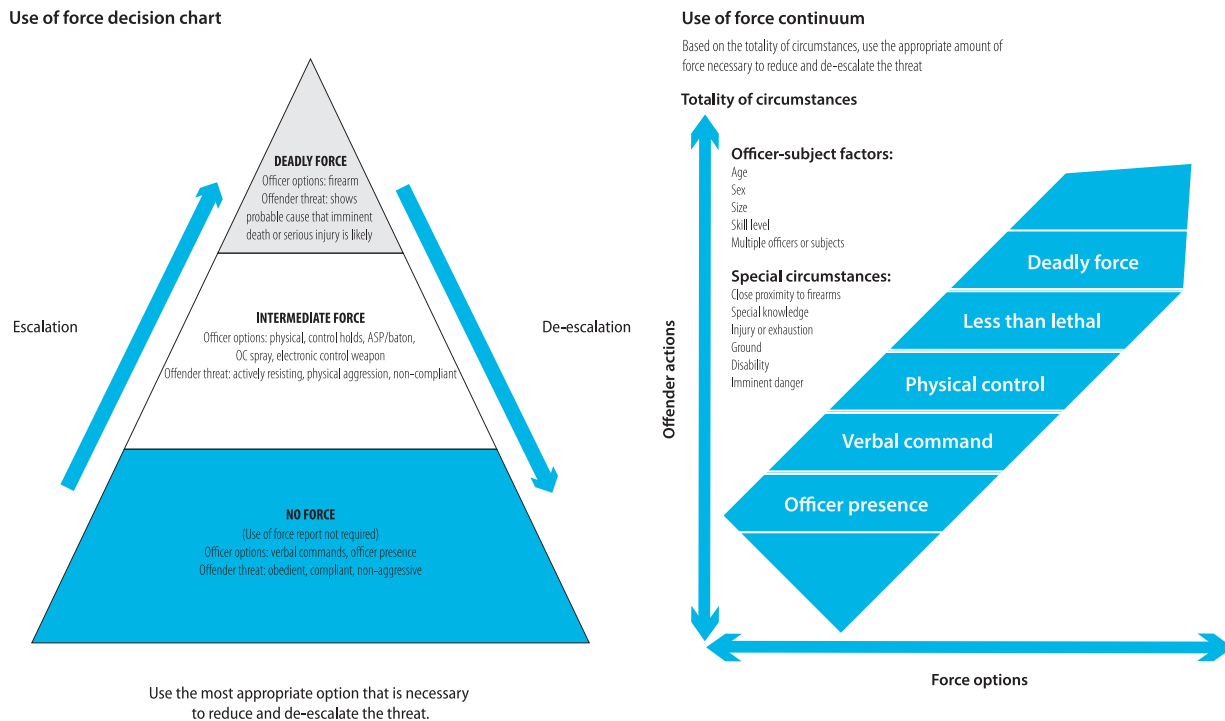 Use of force decision chart
DEADLY FORCE
Officer options: firearm
Offender threat: shows
probable cause that imminent
death or serious injury is likely
Escalation
De-escalation
INTERMEDIATE FORCE
Officer options: physical, control holds, ASP/baton,
OC spray, electronic control weapon
Offender threat: actively resisting, physical aggression, non-compliant
NO FORCE
(Use of force report not required)
Officer options: verbal commands, officer presence
Offender threat: obedient, compliant, non-aggressive
Use the most appropriate option that is necessary
to reduce and de-escalate the threat.
Use of force continuum
Based on the totality of circumstances, use the appropriate amount of
force necessary to reduce and de-escalate the threat
Totality of circumstances
Officer-subject factors:
Age
Sex
Size
Skill level
Multiple officers or subjects
Special circumstances:
Close proximity to firearms
Special knowledge
Injury or exhaustion
Ground
Disability
Imminent danger
Offender actions
Deadly force
Less than lethal
Physical control
Verbal command
Officer presence
Force options